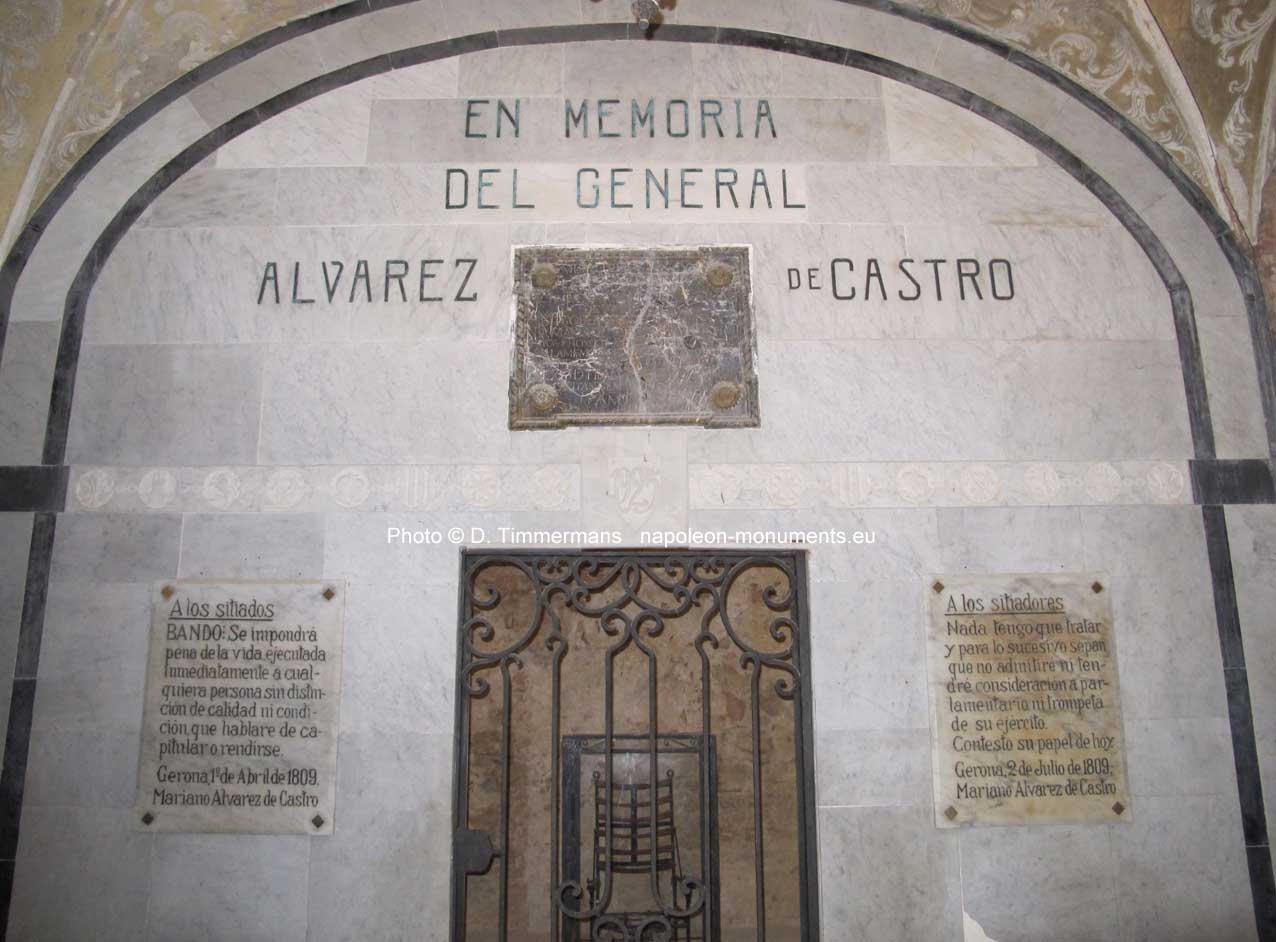 EN MEMORIA
DEL GENERAL
ALVAREZ DE CASTRO
Photo © D. Timmermans napoleon-monuments.eu
A los sitiados
BANDO: Se impondrá
pena de la vida ejecutada
inmediatamente a cual-
quiera persona sin distin-
ción de calidad ni condi-
ción, que hablare de ca-
pitular o rendirse.
Gerona, 1º de Abril de 1809.
Mariano Alvarez de Castro
A los sitiadores
Nada tengo que tratar
y para lo sucesivo sepan
que no admitiré ni ten-
dré consideración a par-
lamentario ni trompeta
de su ejército.
Contesto su papel de hoy
Gerona, 2 de Julio de 1809.
Mariano Alvarez de Castro